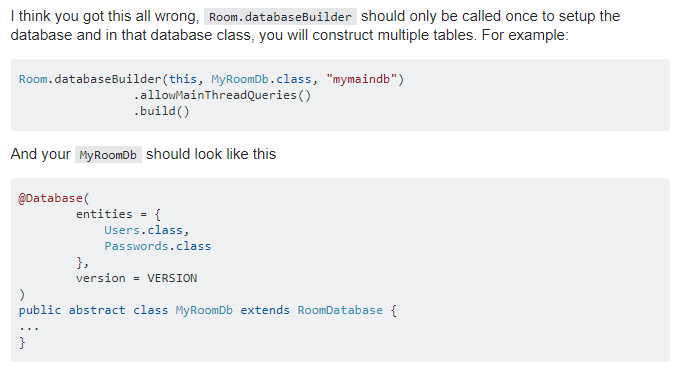 I think you got this all wrong, Room.databaseBuilder should only be called once to setup the
database and in that database class, you will construct multiple tables. For example:
Room.databaseBuilder(this, MyRoomDb.class, "mymaindb")
                .allowMainThreadQueries()
                .build()
And your MyRoomDb should look like this
@Database(
        entities = {
            Users.class,
            Passwords.class
        },
        version = VERSION
)
public abstract class MyRoomDb extends RoomDatabase {
...
}